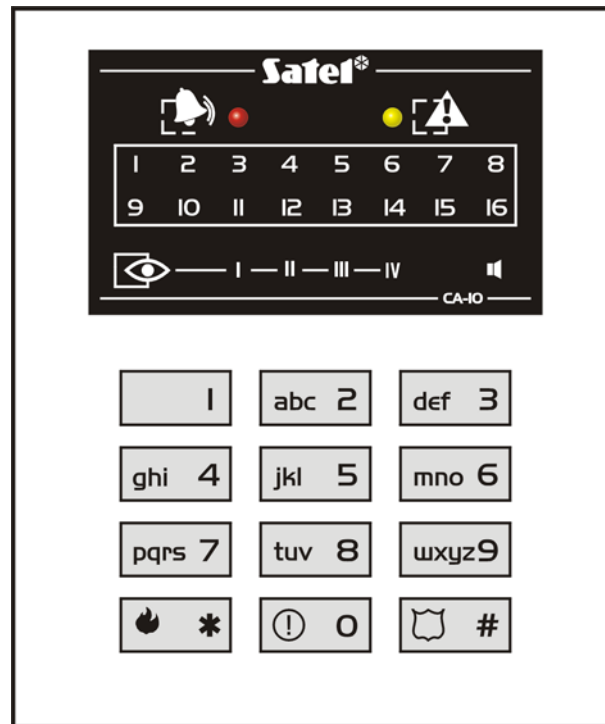 Satel
1 2 3 4 5 6 7 8
9 10 11 12 13 14 15 16
I II III IV
CA-10
1 abc 2 def 3
ghi 4 jkl 5 mno 6
pqrs 7 tuv 8 wxyz 9
* ! 0 #